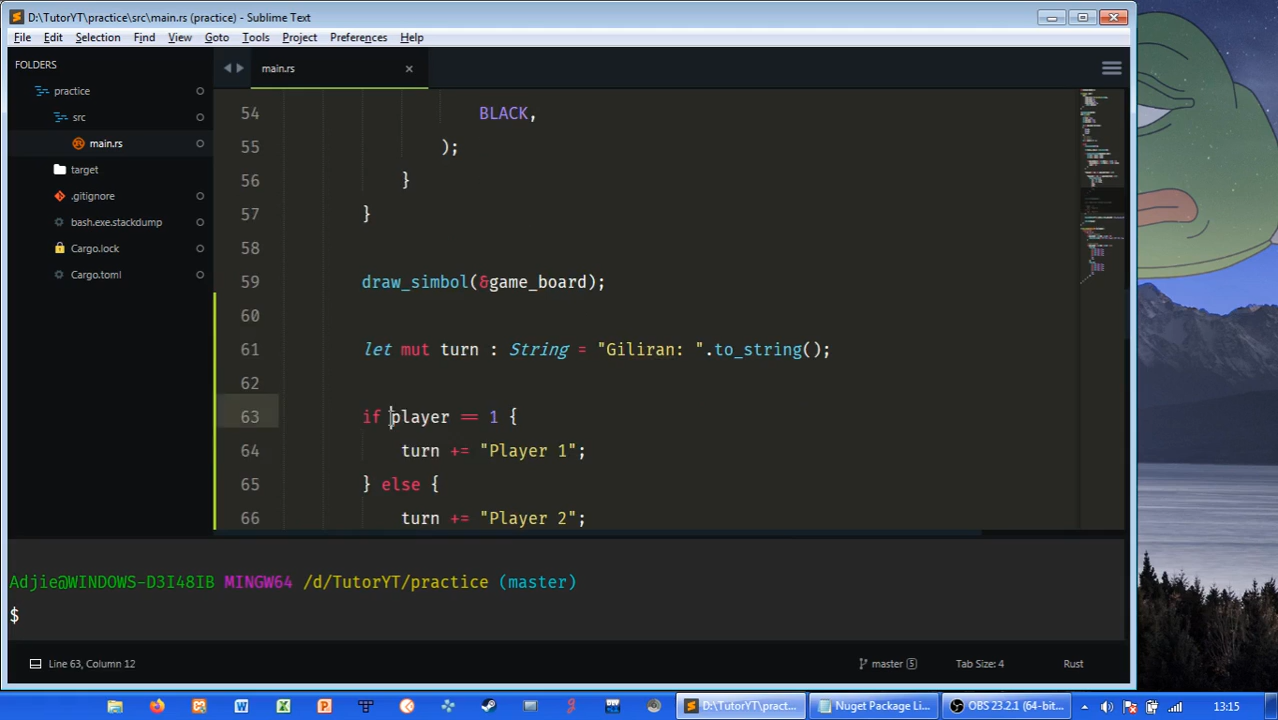 D:\TutorYT\practice\src\main.rs (practice) - Sublime Text
File Edit Selection Find View Goto Tools Project Preferences Help
FOLDERS
practice
src
main.rs
target
.gitignore
bash.exe.stackdump
Cargo.lock
Cargo.toml
main.rs
54 BLACK,
55 );
56 }
57 }
58
59 draw_simbol(&game_board);
60
61 let mut turn : String = "Giliran: ".to_string();
62
63 if player == 1 {
64 turn += "Player 1";
65 } else {
66 turn += "Player 2";
Adjie@WINDOWS-D3I48IB MINGW64 /d/TutorYT/practice (master)
$
Line 63, Column 12
master 5
Tab Size: 4
Rust
D:\TutorYT\pract...
Nuget Package Li...
OBS 23.2.1 (64-bit...
13:15